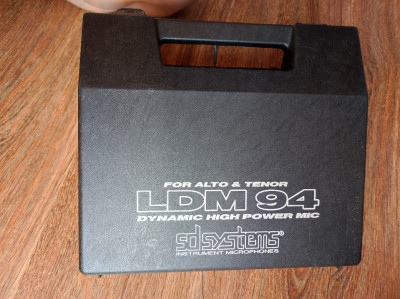 FOR ALTO & TENOR
LDM 94
DYNAMIC HIGH POWER MIC
sdsystems®
INSTRUMENT MICROPHONES